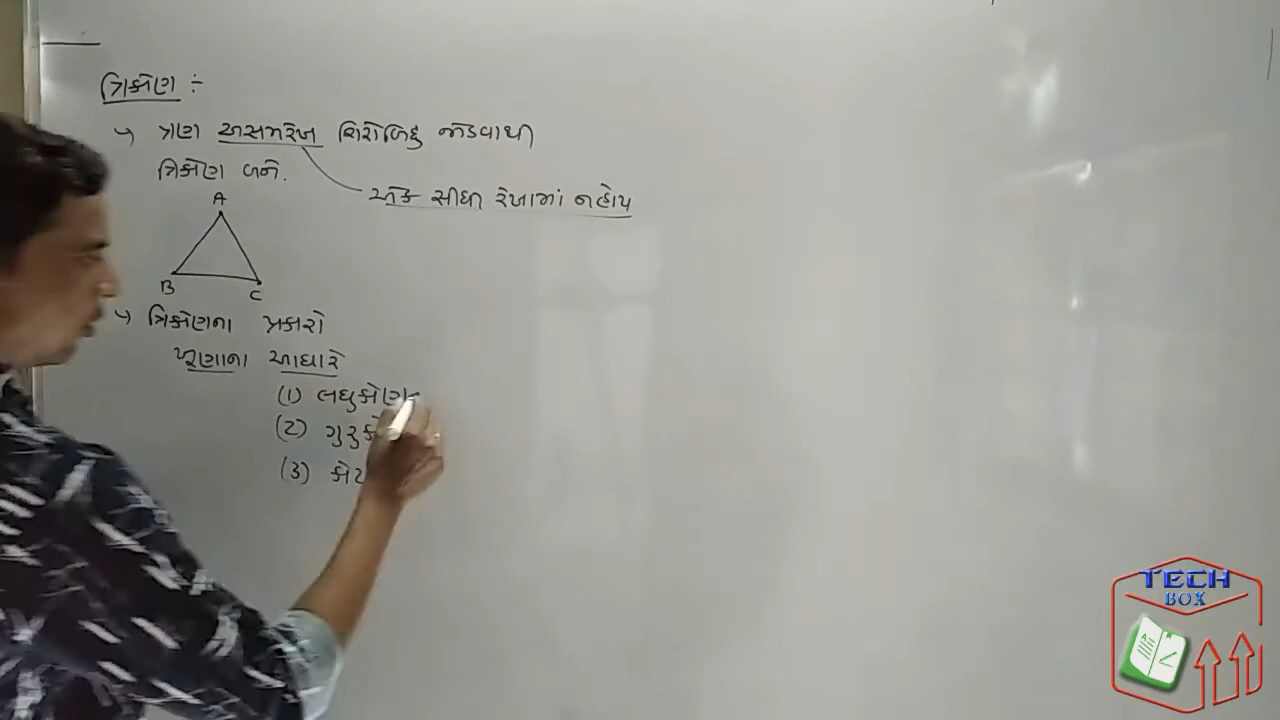 ત્રિકોણ :-
→ ત્રણ અસમરેખ શિરોબિંદુ જોડવાથી
ત્રિકોણ બને.
એક સીધી રેખામાં ન હોય
A
B
C
→ ત્રિકોણના પ્રકારો
ખૂણાના આધારે
(1) લઘુકોણ
(2)
(3)
TECH
BOX